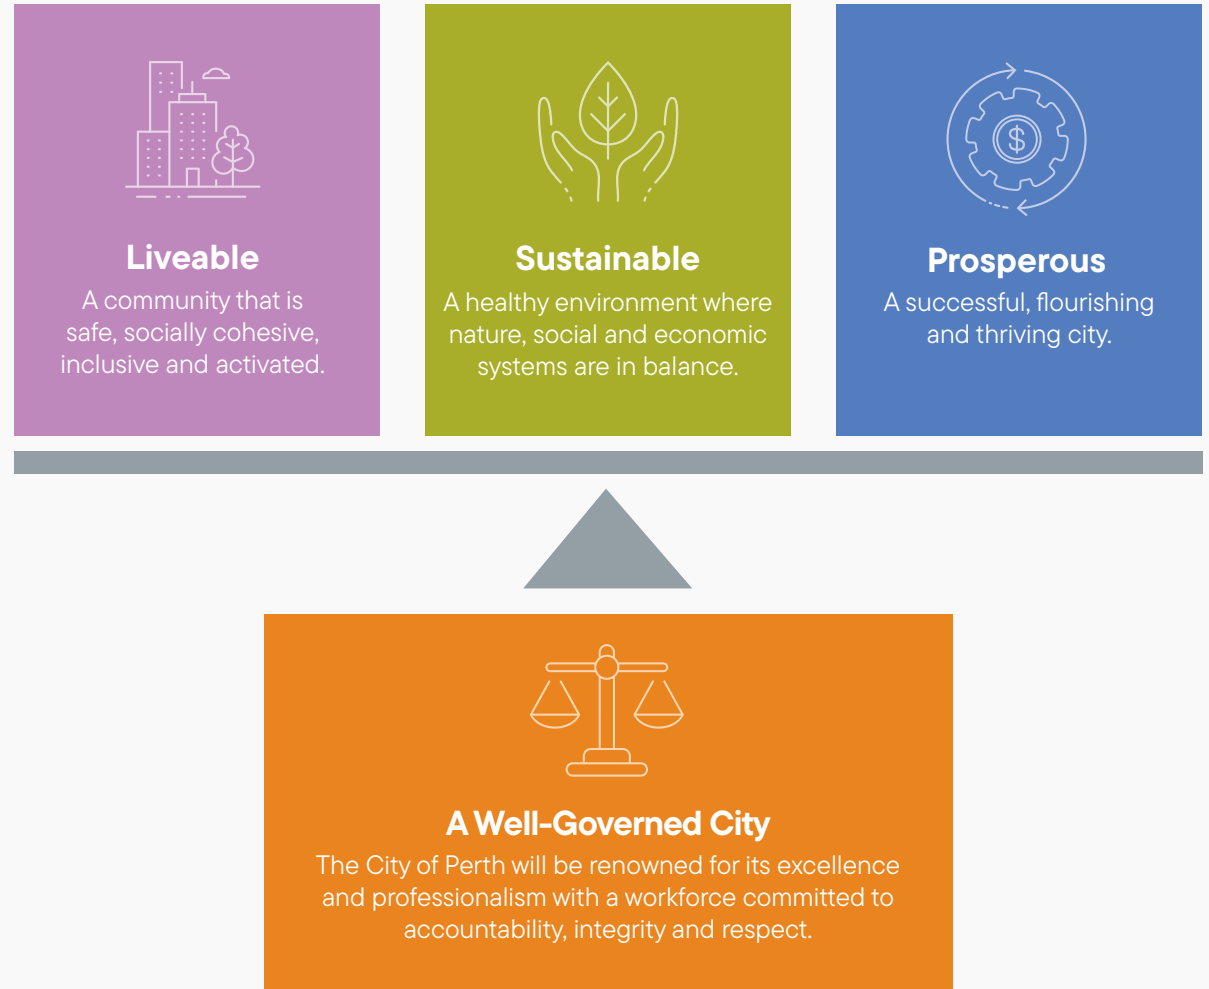 Liveable
A community that is
safe, socially cohesive,
inclusive and activated.
Sustainable
A healthy environment where
nature, social and economic
systems are in balance.
$
Prosperous
A successful, flourishing
and thriving city.
A Well-Governed City
The City of Perth will be renowned for its excellence
and professionalism with a workforce committed to
accountability, integrity and respect.